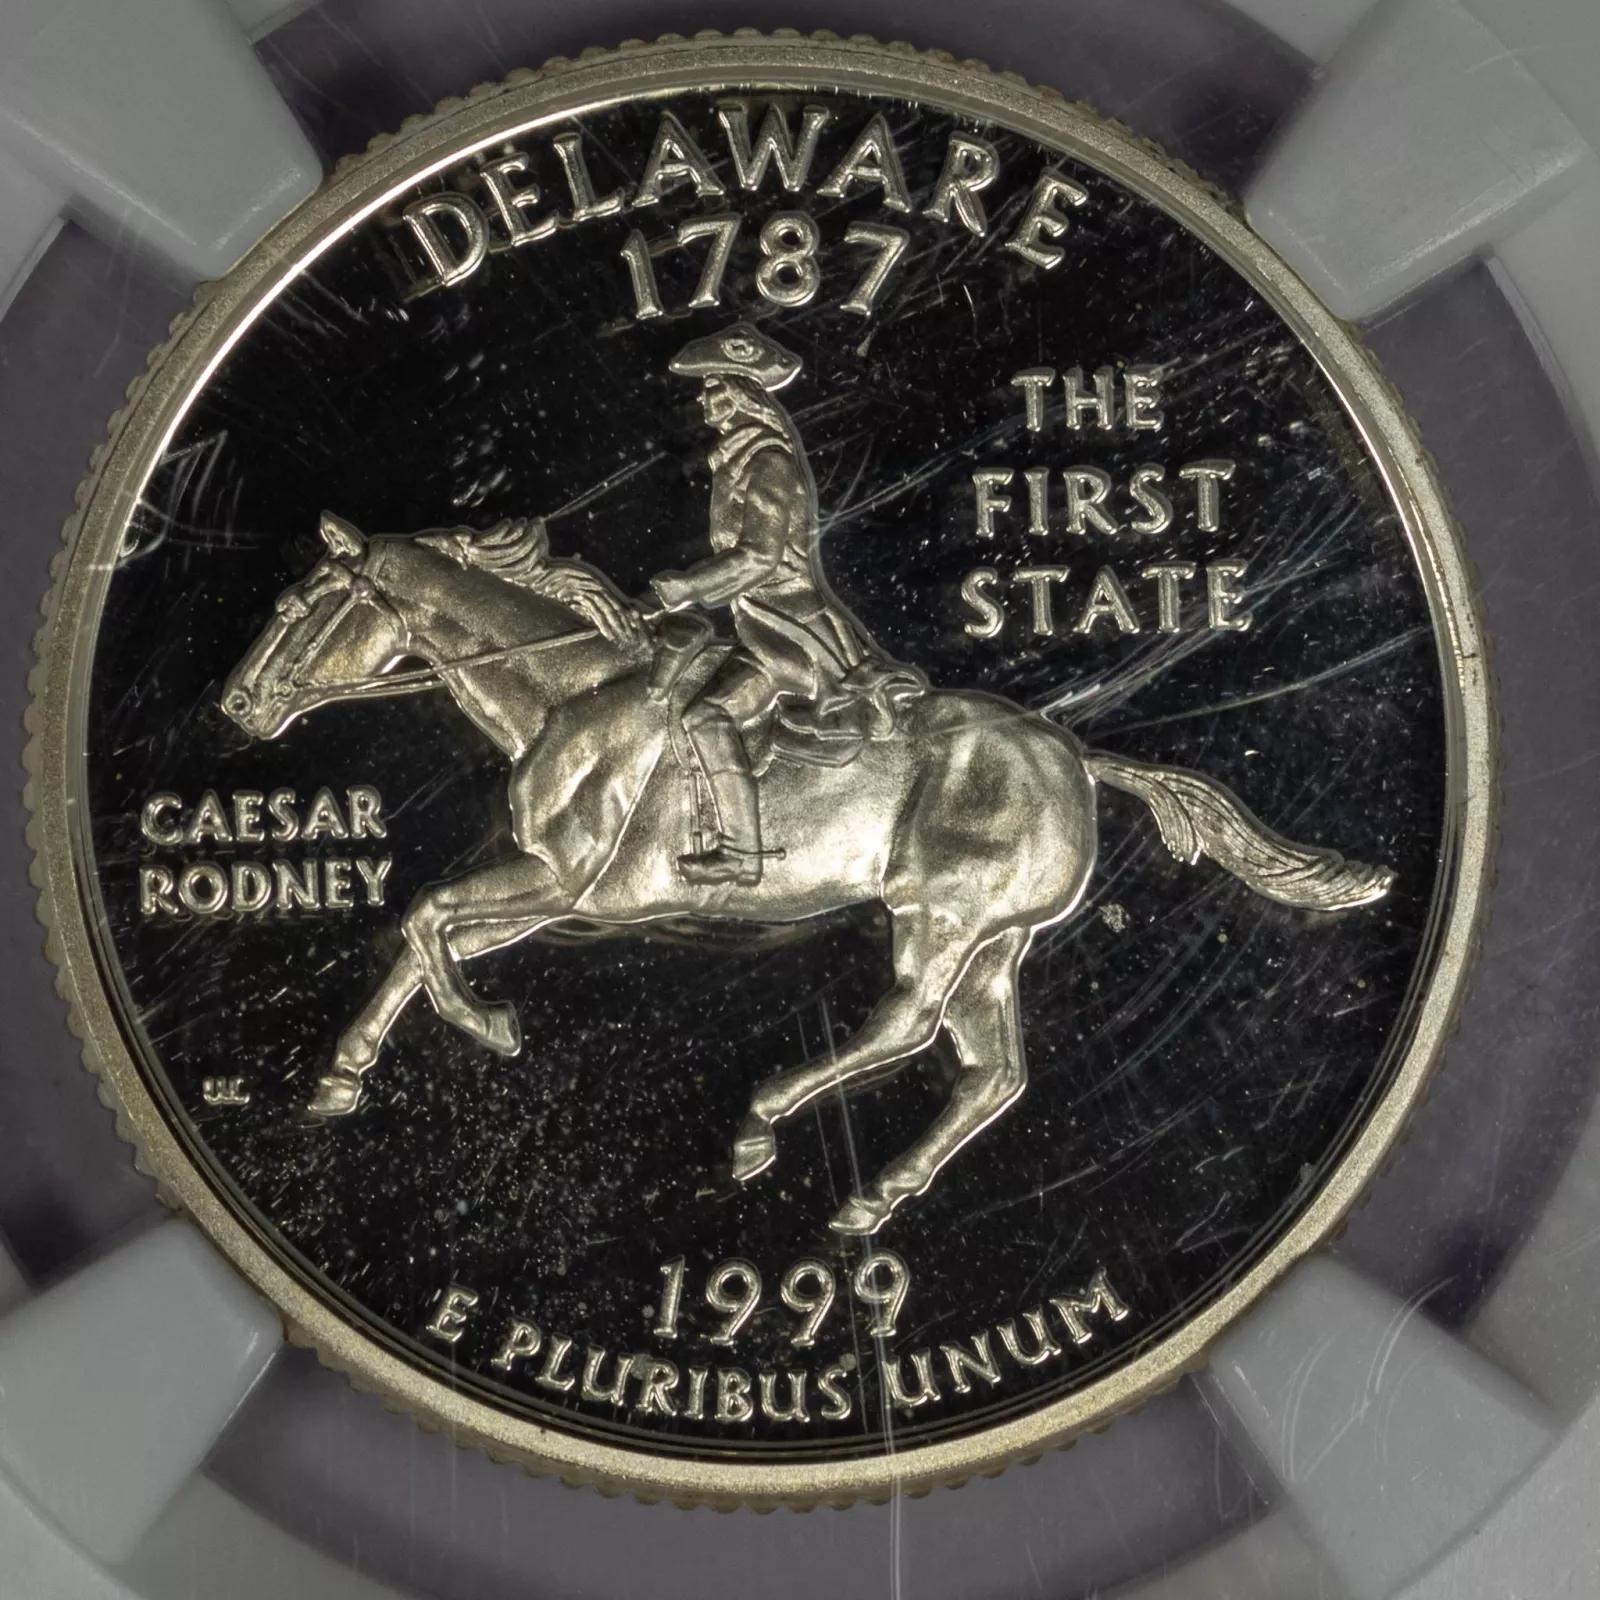 DELAWARE
1787
THE
FIRST
STATE
CAESAR
RODNEY
1999
E PLURIBUS UNUM